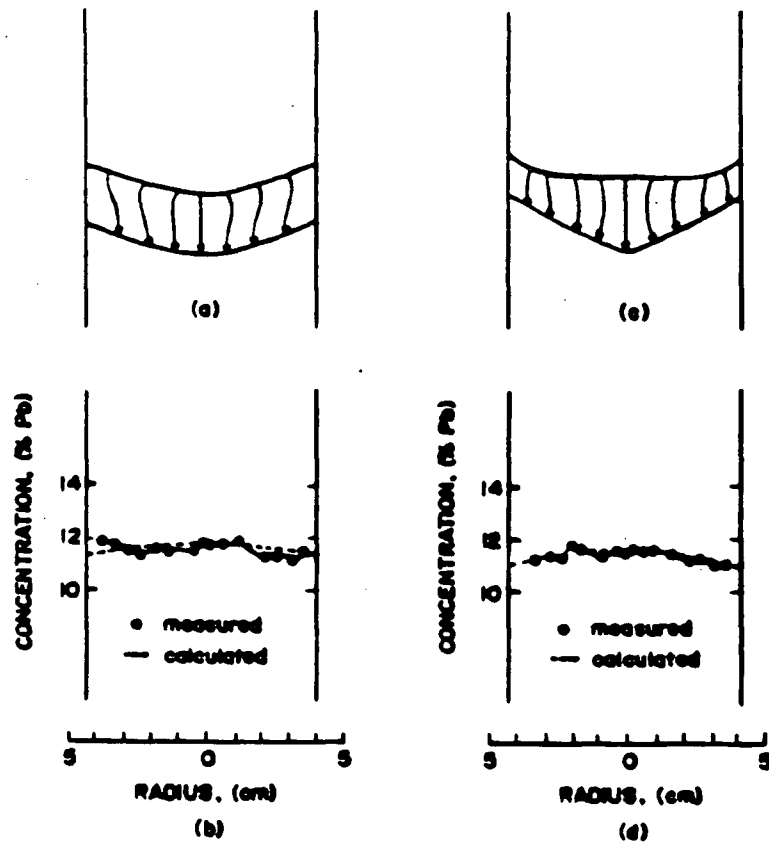 (a)
(c)
CONCENTRATION, (% Pb)
14
12
10
● measured
— calculated
5 0 5
RADIUS, (cm)
(b)
CONCENTRATION, (% Pb)
14
12
10
● measured
--- calculated
5 0 5
RADIUS, (cm)
(d)